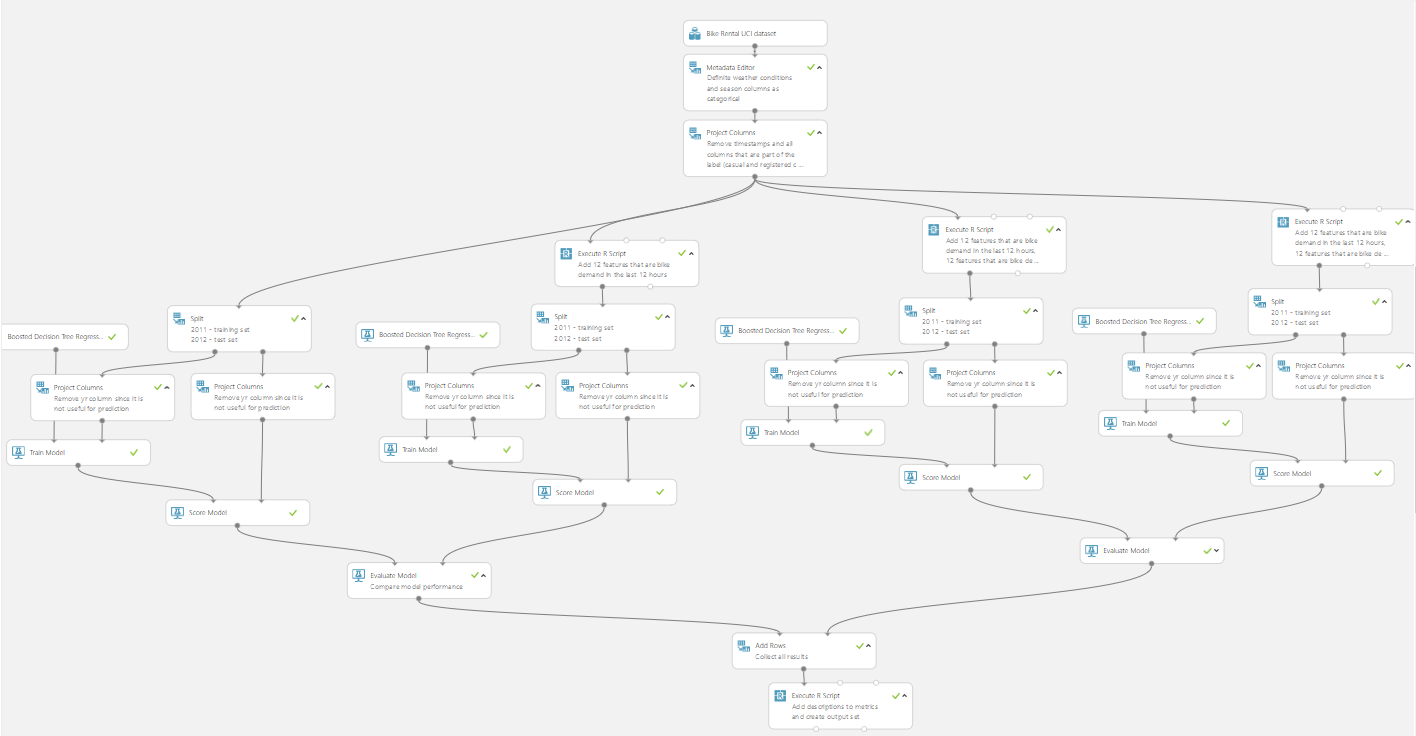 Bike Rental UCI dataset
Metadata Editor
Definite weather conditions
and season columns as
categorical
Project Columns
Remove timestamps and all
columns that are part of the
label (casual and registered c ...
Execute R Script
Add 12 features that are bike
demand in the last 12 hours
Execute R Script
Add 12 features that are bike
demand in the last 12 hours,
12 features that are bike de ...
Execute R Script
Add 12 features that are bike
demand in the last 12 hours,
12 features that are bike de ...
Boosted Decision Tree Regress...
Split
2011 - training set
2012 - test set
Boosted Decision Tree Regress...
Split
2011 - training set
2012 - test set
Boosted Decision Tree Regress...
Split
2011 - training set
2012 - test set
Boosted Decision Tree Regress...
Split
2011 - training set
2012 - test set
Project Columns
Remove yr column since it is
not useful for prediction
Project Columns
Remove yr column since it is
not useful for prediction
Project Columns
Remove yr column since it is
not useful for prediction
Project Columns
Remove yr column since it is
not useful for prediction
Project Columns
Remove yr column since it is
not useful for prediction
Project Columns
Remove yr column since it is
not useful for prediction
Project Columns
Remove yr column since it is
not useful for prediction
Project Columns
Remove yr column since it is
not useful for prediction
Train Model
Train Model
Train Model
Train Model
Score Model
Score Model
Score Model
Score Model
Evaluate Model
Compare model performance
Evaluate Model
Add Rows
Collect all results
Execute R Script
Add descriptions to metrics
and create output set